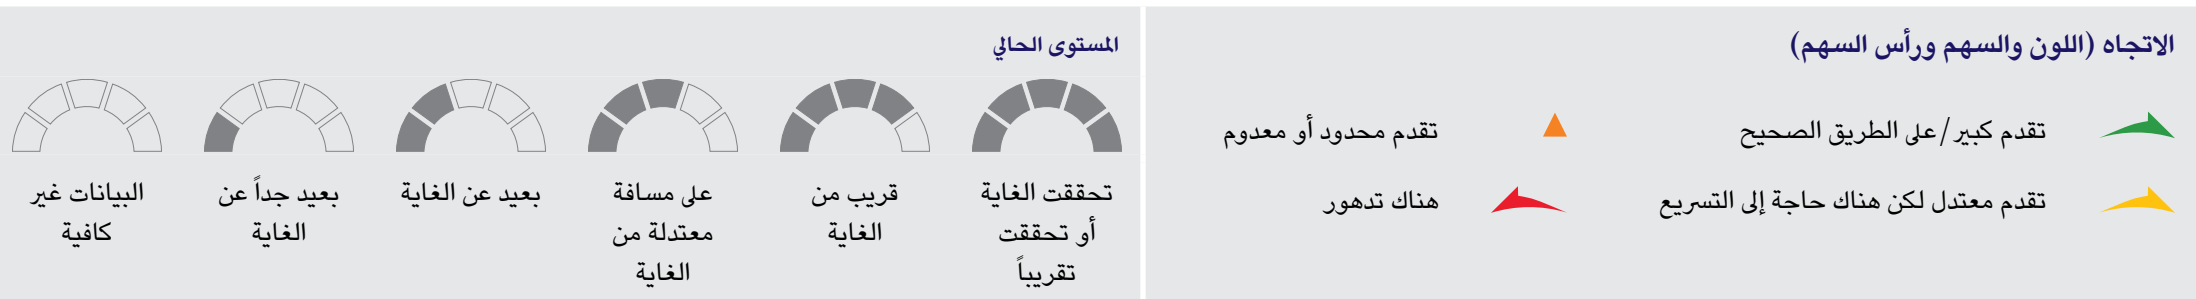 الاتجاه (اللون والسهم ورأس السهم)
تقدم كبير/على الطريق الصحيح
تقدم محدود أو معدوم
تقدم معتدل لكن هناك حاجة إلى التسريع
هناك تدهور
المستوى الحالي
تحققت الغاية
أو تحققت
تقريباً
قريب من
الغاية
على مسافة
معتدلة من
الغاية
بعيد عن الغاية
بعيد جداً عن
الغاية
البيانات غير
كافية